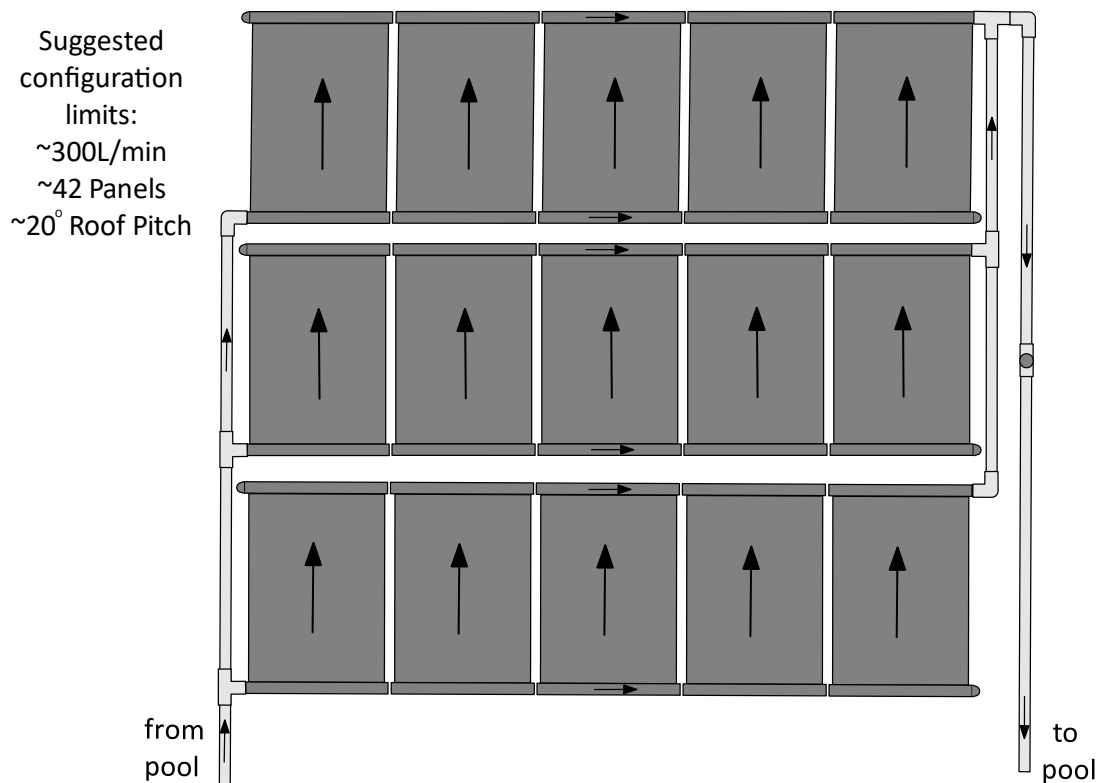 Suggested
configuration
limits:
~300L/min
~42 Panels
~20° Roof Pitch
from
pool
to
pool